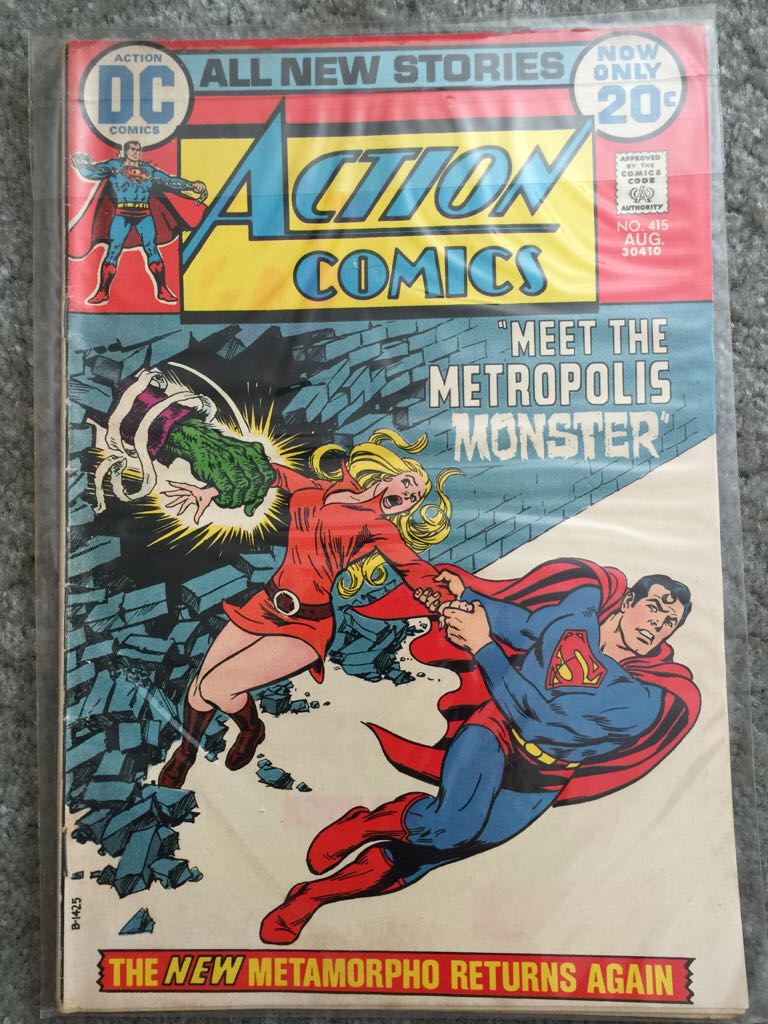 ACTION
DC
COMICS
ALL NEW STORIES
NOW
ONLY
20¢
ACTION
COMICS
APPROVED
BY THE
COMICS
CODE
CA
AUTHORITY
NO. 415
AUG.
30410
"MEET THE
METROPOLIS
MONSTER"
S
B-1425
THE NEW METAMORPHO RETURNS AGAIN